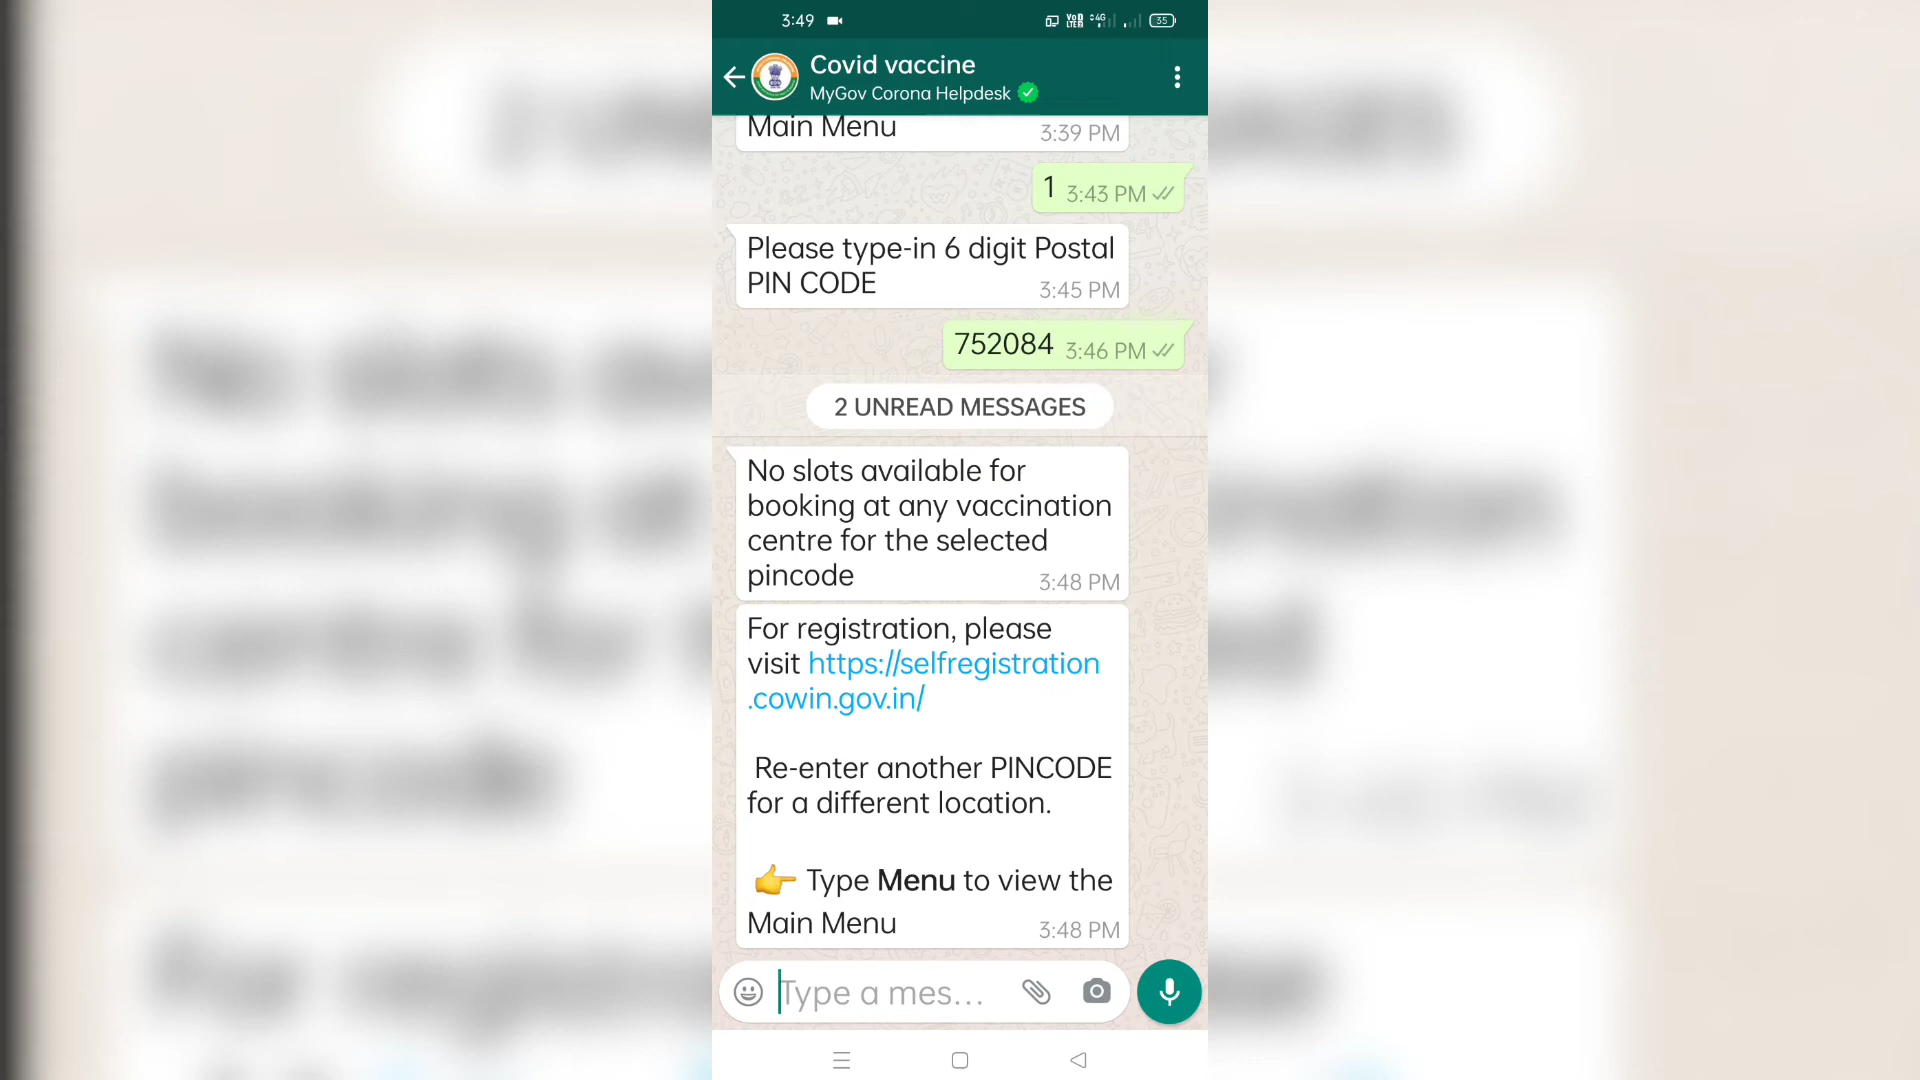 3:49
VoD LTE 4G 35
Covid vaccine
MyGov Corona Helpdesk
Main Menu
3:39 PM
1 3:43 PM
Please type-in 6 digit Postal
PIN CODE 3:45 PM
752084 3:46 PM
2 UNREAD MESSAGES
No slots available for
booking at any vaccination
centre for the selected
pincode 3:48 PM
For registration, please
visit https://selfregistration
.cowin.gov.in/
Re-enter another PINCODE
for a different location.
👉 Type Menu to view the
Main Menu 3:48 PM
Type a mes...